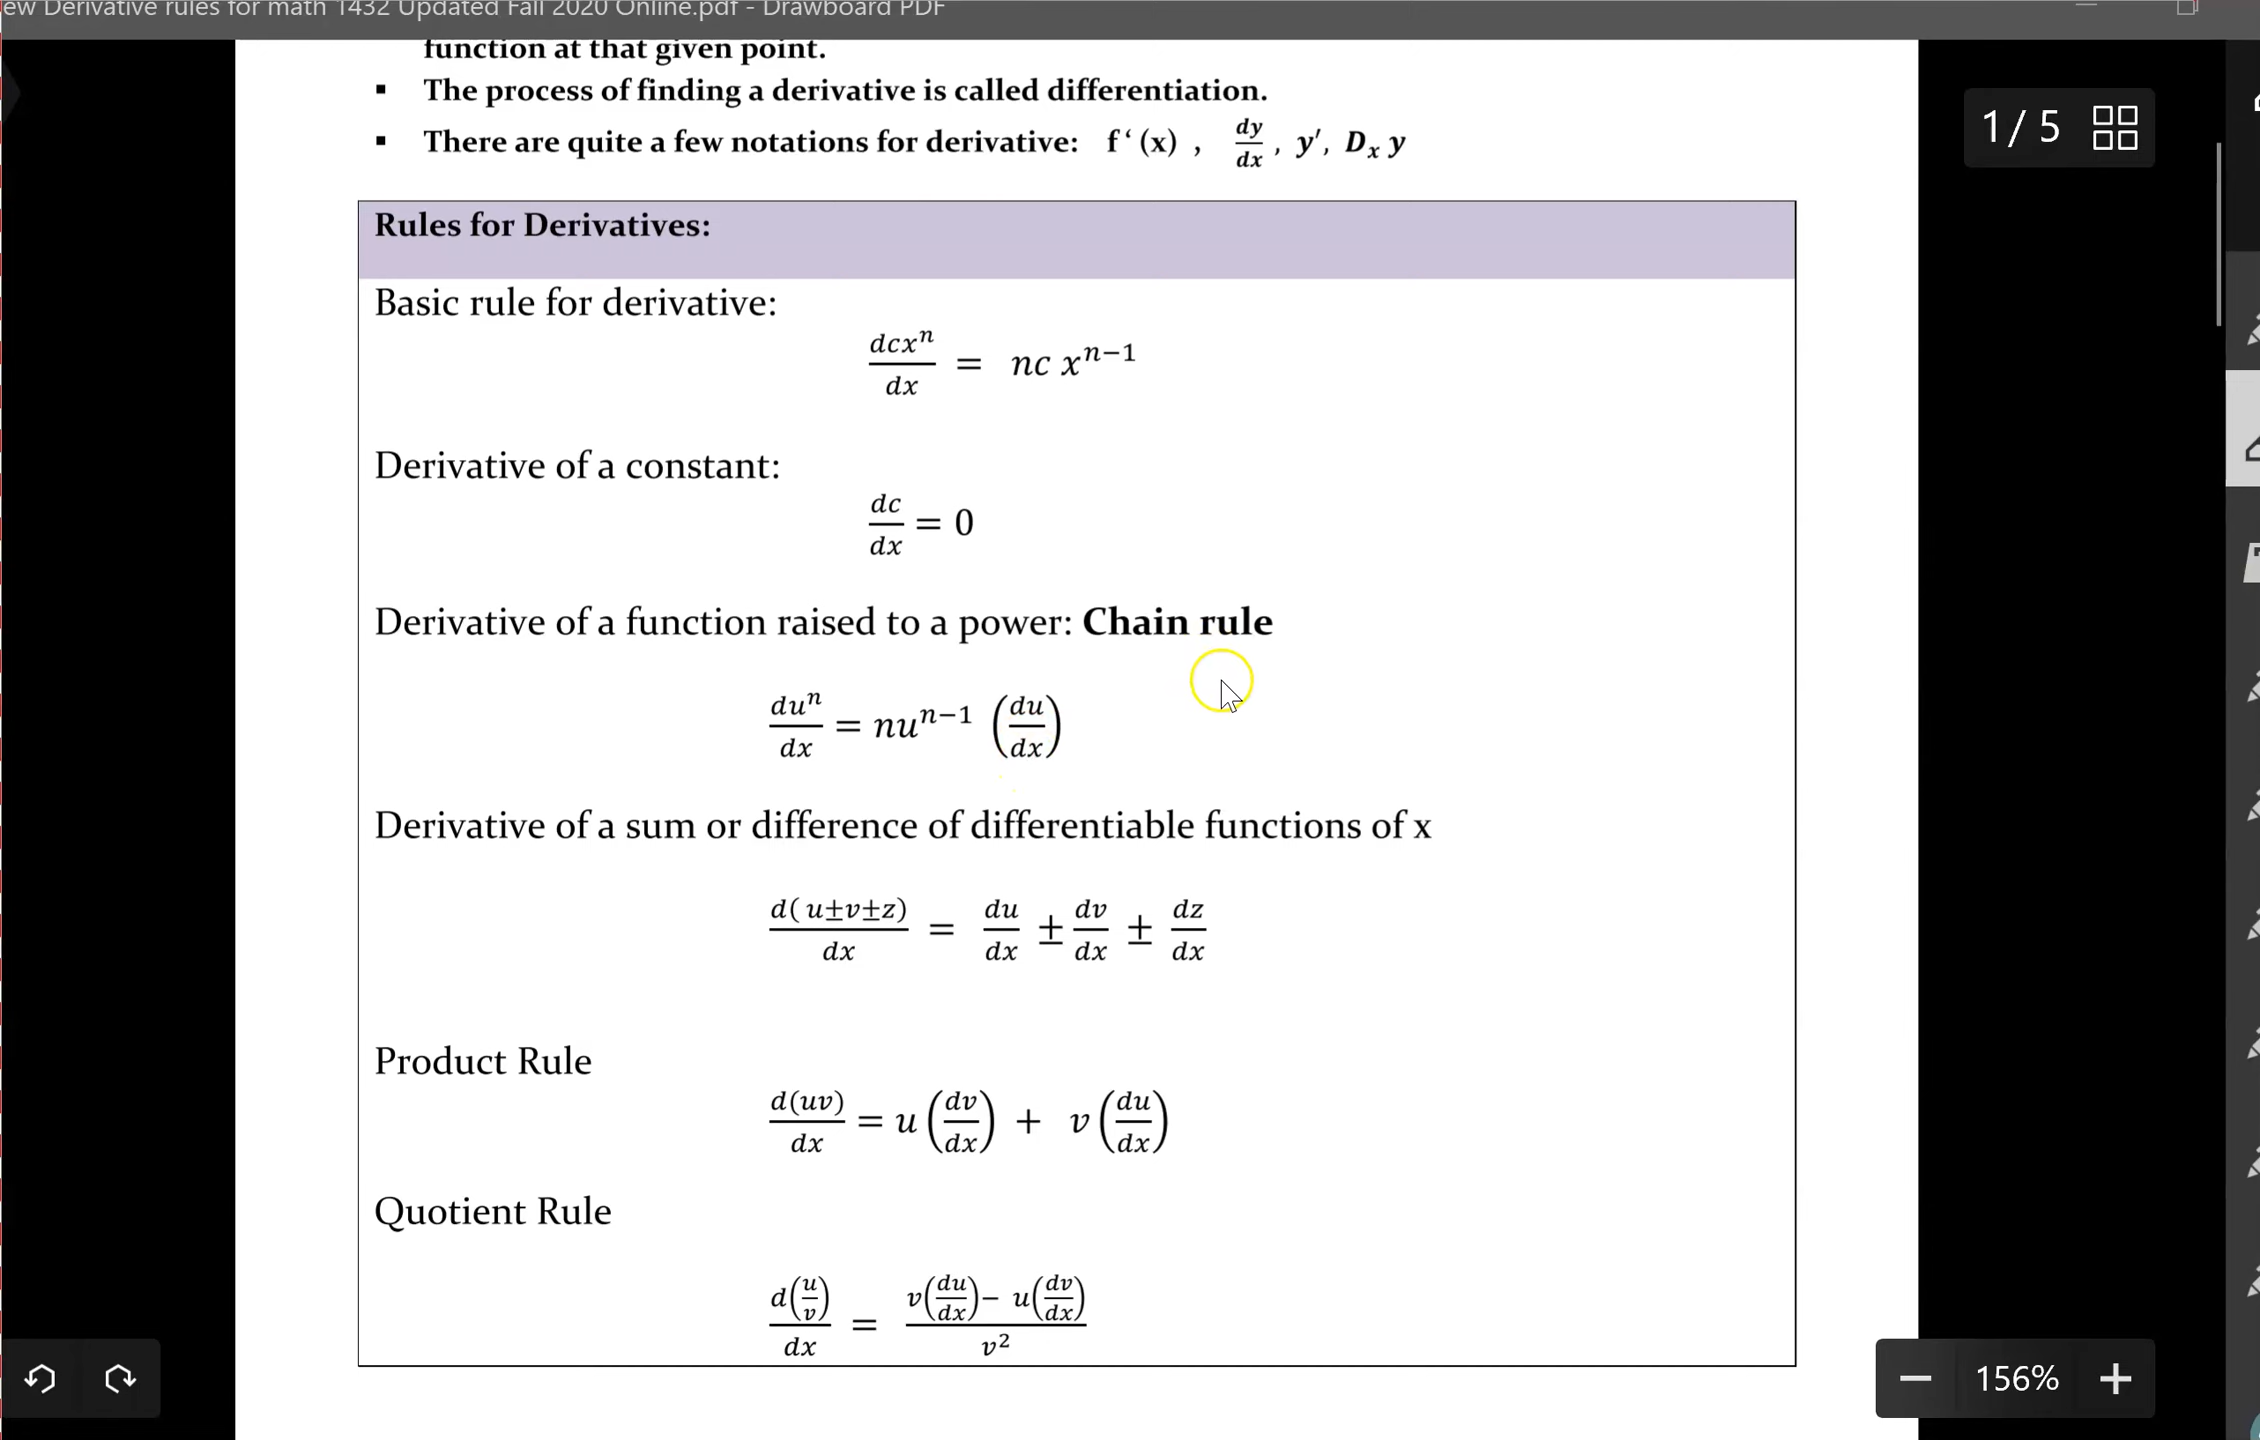 ew Derivative rules for math 1432 Updated Fall 2020 Online.pdf - Drawboard PDF
function at that given point.
▪ The process of finding a derivative is called differentiation.
▪ There are quite a few notations for derivative: f‘(x) , dy/dx , y′, Dₓ y
1/5
Rules for Derivatives:
Basic rule for derivative:
dcxⁿ/dx = nc xⁿ⁻¹
Derivative of a constant:
dc/dx = 0
Derivative of a function raised to a power: Chain rule
duⁿ/dx = nuⁿ⁻¹ (du/dx)
Derivative of a sum or difference of differentiable functions of x
d( u±v±z)/dx = du/dx ± dv/dx ± dz/dx
Product Rule
d(uv)/dx = u(dv/dx) + v(du/dx)
Quotient Rule
d(u/v)/dx = (v(du/dx)− u(dv/dx))/v²
156%